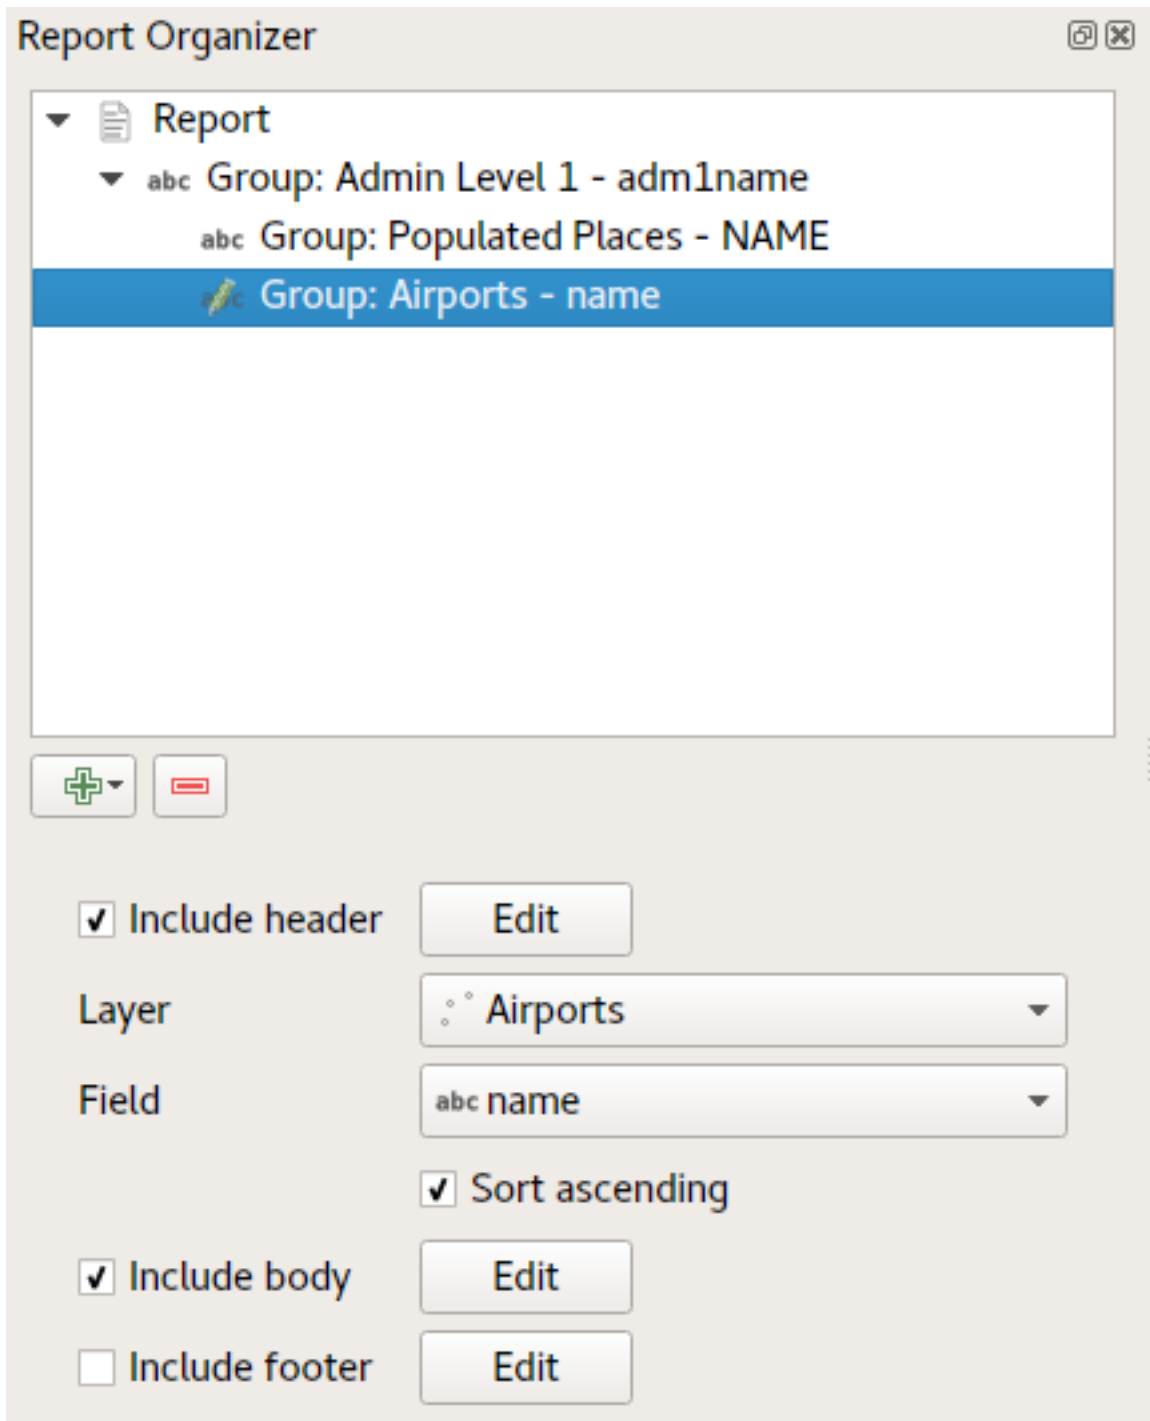 Report Organizer
Report
abc Group: Admin Level 1 - adm1name
abc Group: Populated Places - NAME
Group: Airports - name
Include header Edit
Layer Airports
Field abc name
Sort ascending
Include body Edit
Include footer Edit